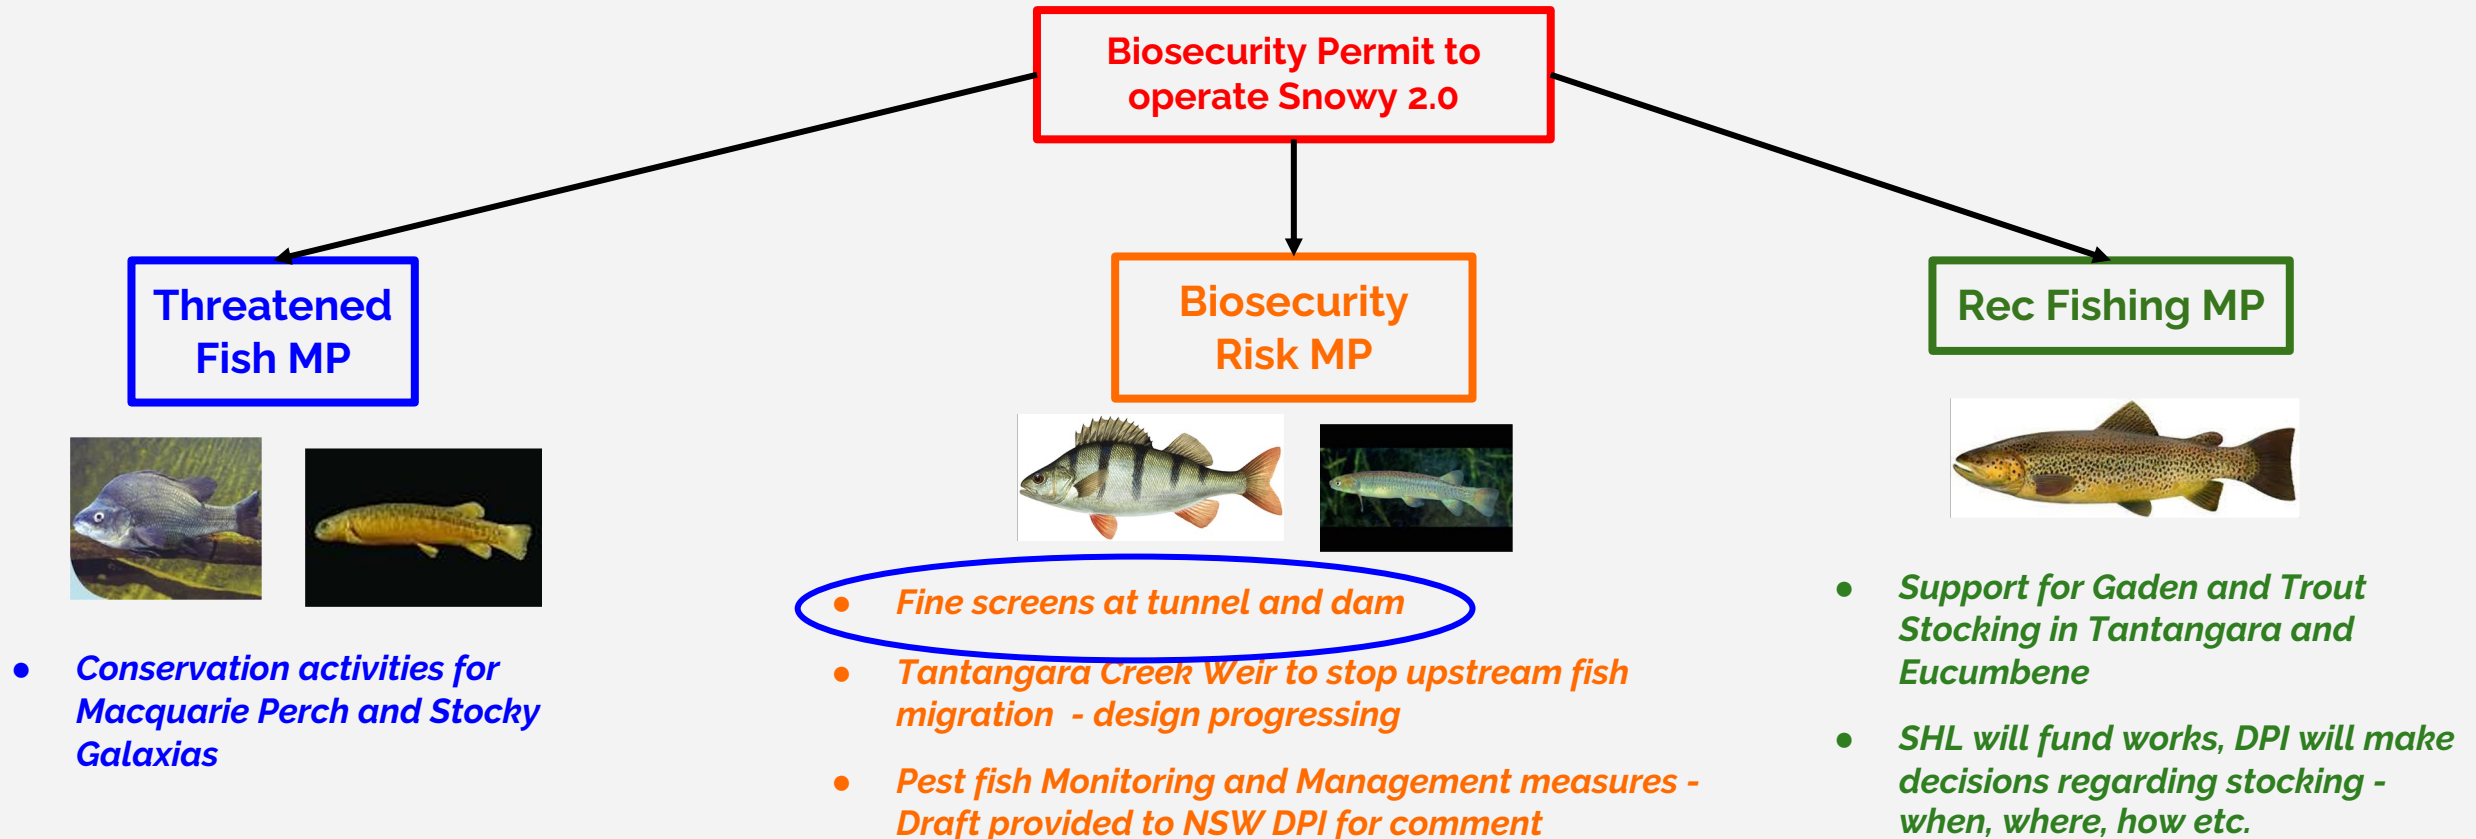 Biosecurity Permit to
operate Snowy 2.0
Threatened
Fish MP
● Conservation activities for
Macquarie Perch and Stocky
Galaxias
Biosecurity
Risk MP
● Fine screens at tunnel and dam
● Tantangara Creek Weir to stop upstream fish
migration - design progressing
● Pest fish Monitoring and Management measures -
Draft provided to NSW DPI for comment
Rec Fishing MP
● Support for Gaden and Trout
Stocking in Tantangara and
Eucumbene
● SHL will fund works, DPI will make
decisions regarding stocking -
when, where, how etc.